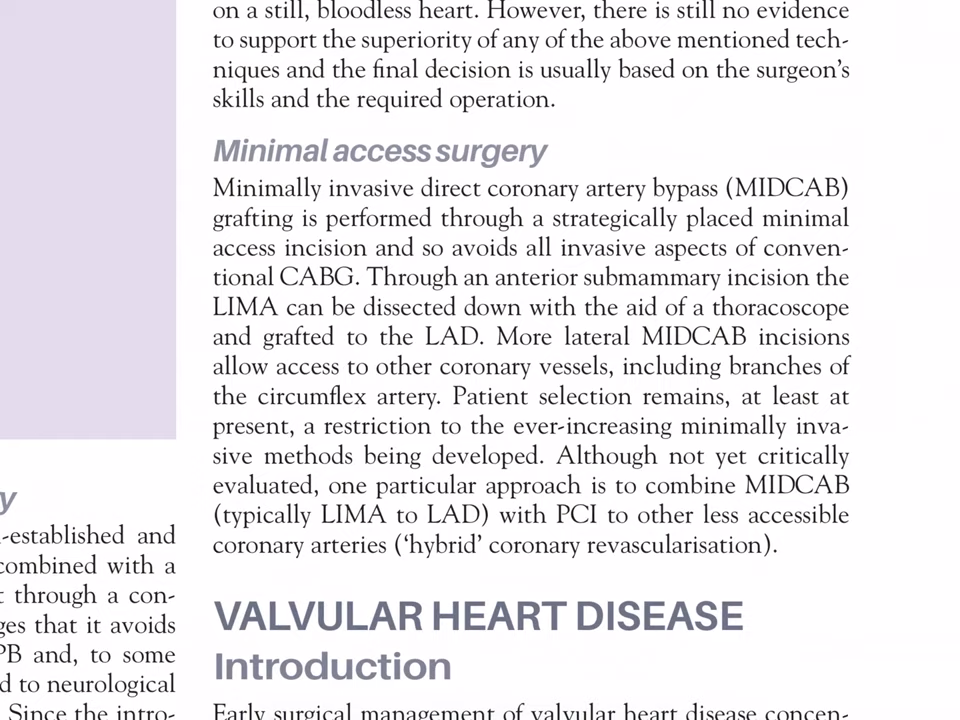 y
-established and
combined with a
t through a con-
ges that it avoids
PB and, to some
d to neurological
Since the intro-
on a still, bloodless heart. However, there is still no evidence
to support the superiority of any of the above mentioned tech-
niques and the final decision is usually based on the surgeon’s
skills and the required operation.
Minimal access surgery
Minimally invasive direct coronary artery bypass (MIDCAB)
grafting is performed through a strategically placed minimal
access incision and so avoids all invasive aspects of conven-
tional CABG. Through an anterior submammary incision the
LIMA can be dissected down with the aid of a thoracoscope
and grafted to the LAD. More lateral MIDCAB incisions
allow access to other coronary vessels, including branches of
the circumflex artery. Patient selection remains, at least at
present, a restriction to the ever-increasing minimally inva-
sive methods being developed. Although not yet critically
evaluated, one particular approach is to combine MIDCAB
(typically LIMA to LAD) with PCI to other less accessible
coronary arteries (‘hybrid’ coronary revascularisation).
VALVULAR HEART DISEASE
Introduction
Early surgical management of valvular heart disease concen-